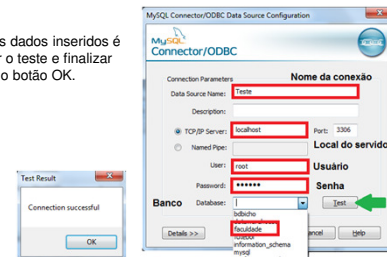 s dados inseridos é
r o teste e finalizar
o botão OK.
MySQL Connector/ODBC Data Source Configuration
MySQL
Connector/ODBC
Connection Parameters
Nome da conexão
Data Source Name: Teste
Description:
TCP/IP Server: localhost Port: 3306
Named Pipe: Local do servido
User: root Usuário
Password: ●●●●●● Senha
Banco Database: Test
bdbicho
faculdade
information_schema
mysql
Details >> ancel Help
Test Result
Connection successful
OK